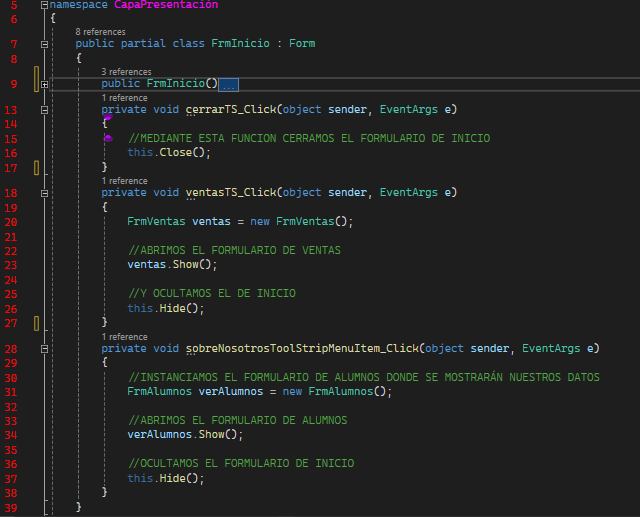 5 namespace CapaPresentación
6 {
8 references
7 public partial class FrmInicio : Form
8 {
3 references
9 public FrmInicio()...
1 reference
13 private void cerrarTS_Click(object sender, EventArgs e)
14 {
15 //MEDIANTE ESTA FUNCION CERRAMOS EL FORMULARIO DE INICIO
16 this.Close();
17 }
1 reference
18 private void ventasTS_Click(object sender, EventArgs e)
19 {
20 FrmVentas ventas = new FrmVentas();
21
22 //ABRIMOS EL FORMULARIO DE VENTAS
23 ventas.Show();
24
25 //Y OCULTAMOS EL DE INICIO
26 this.Hide();
27 }
1 reference
28 private void sobreNosotrosToolStripMenuItem_Click(object sender, EventArgs e)
29 {
30 //INSTANCIAMOS EL FORMULARIO DE ALUMNOS DONDE SE MOSTRARÁN NUESTROS DATOS
31 FrmAlumnos verAlumnos = new FrmAlumnos();
32
33 //ABRIMOS EL FORMULARIO DE ALUMNOS
34 verAlumnos.Show();
35
36 //OCULTAMOS EL FORMULARIO DE INICIO
37 this.Hide();
38 }
39 }